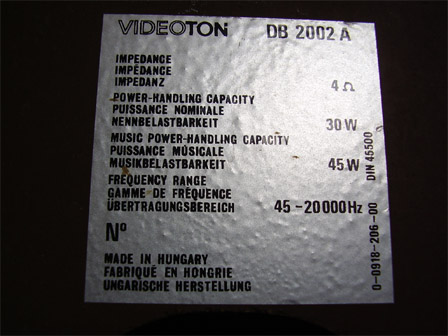 VIDEOTON DB 2002 A
IMPEDANCE
IMPÉDANCE
IMPEDANZ 4 Ω
POWER-HANDLING CAPACITY
PUISSANCE NOMINALE
NENNBELASTBARKEIT 30 W
MUSIC POWER-HANDLING CAPACITY
PUISSANCE MUSICALE
MUSIKBELASTBARKEIT 45 W
FREQUENCY RANGE
GAMME DE FRÉQUENCE
ÜBERTRAGUNGSBEREICH 45 - 20000 Hz
Nº
MADE IN HUNGARY
FABRIQUÉ EN HONGRIE
UNGARISCHE HERSTELLUNG
DIN 45500
0-0918-206-00